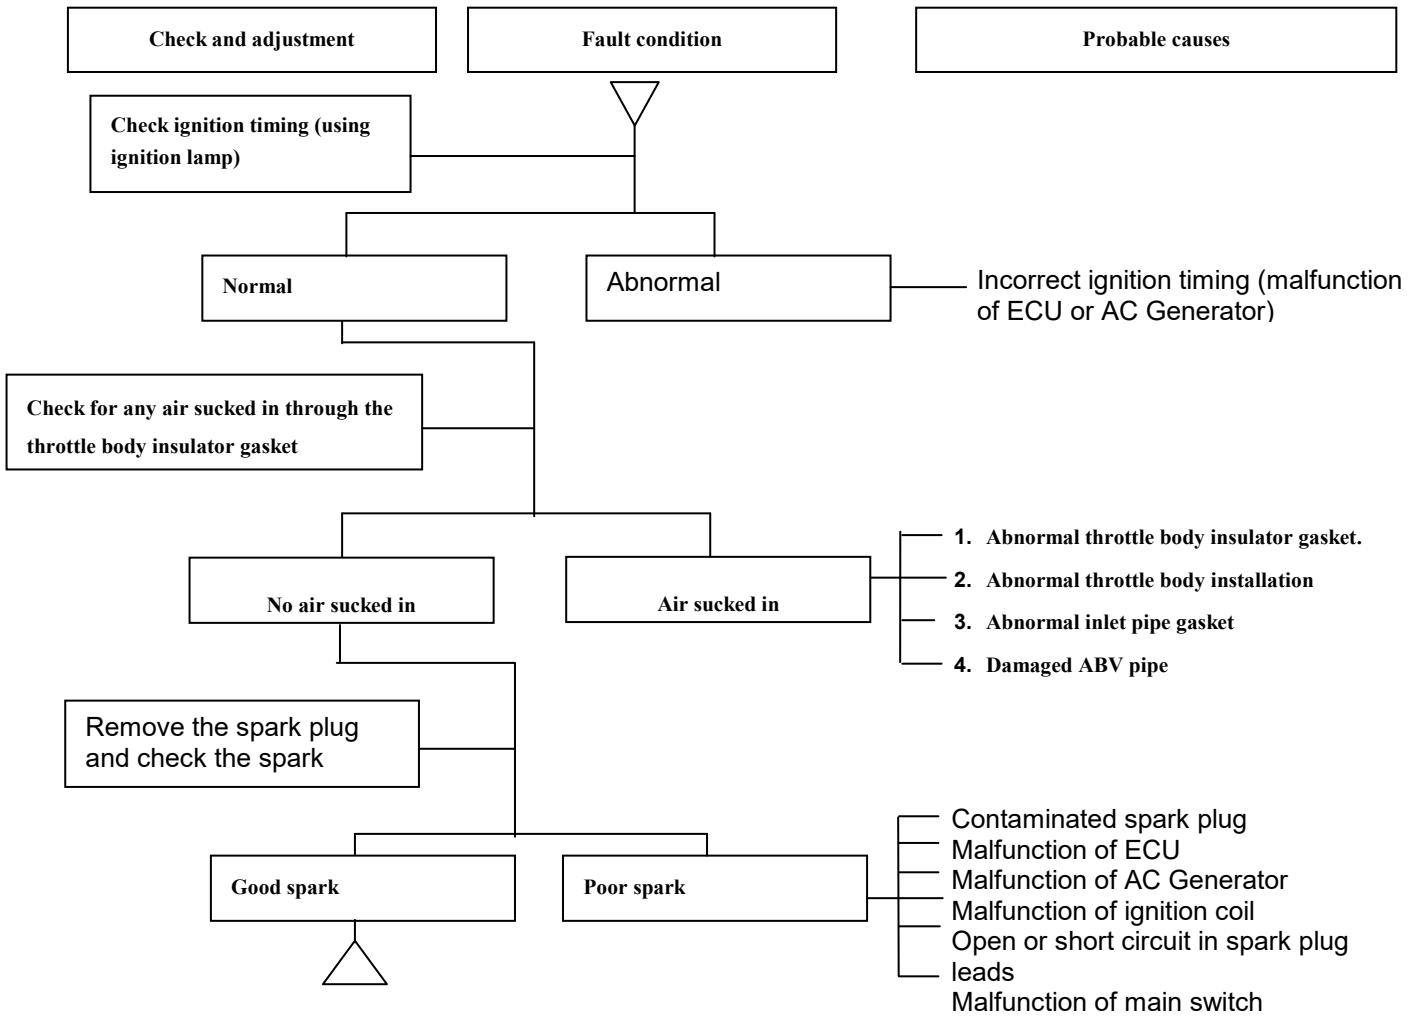 Check and adjustment
Fault condition
Probable causes
Check ignition timing (using
ignition lamp)
Normal
Abnormal
Incorrect ignition timing (malfunction
of ECU or AC Generator)
Check for any air sucked in through the
throttle body insulator gasket
No air sucked in
Air sucked in
1. Abnormal throttle body insulator gasket.
2. Abnormal throttle body installation
3. Abnormal inlet pipe gasket
4. Damaged ABV pipe
Remove the spark plug
and check the spark
Good spark
Poor spark
Contaminated spark plug
Malfunction of ECU
Malfunction of AC Generator
Malfunction of ignition coil
Open or short circuit in spark plug
leads
Malfunction of main switch